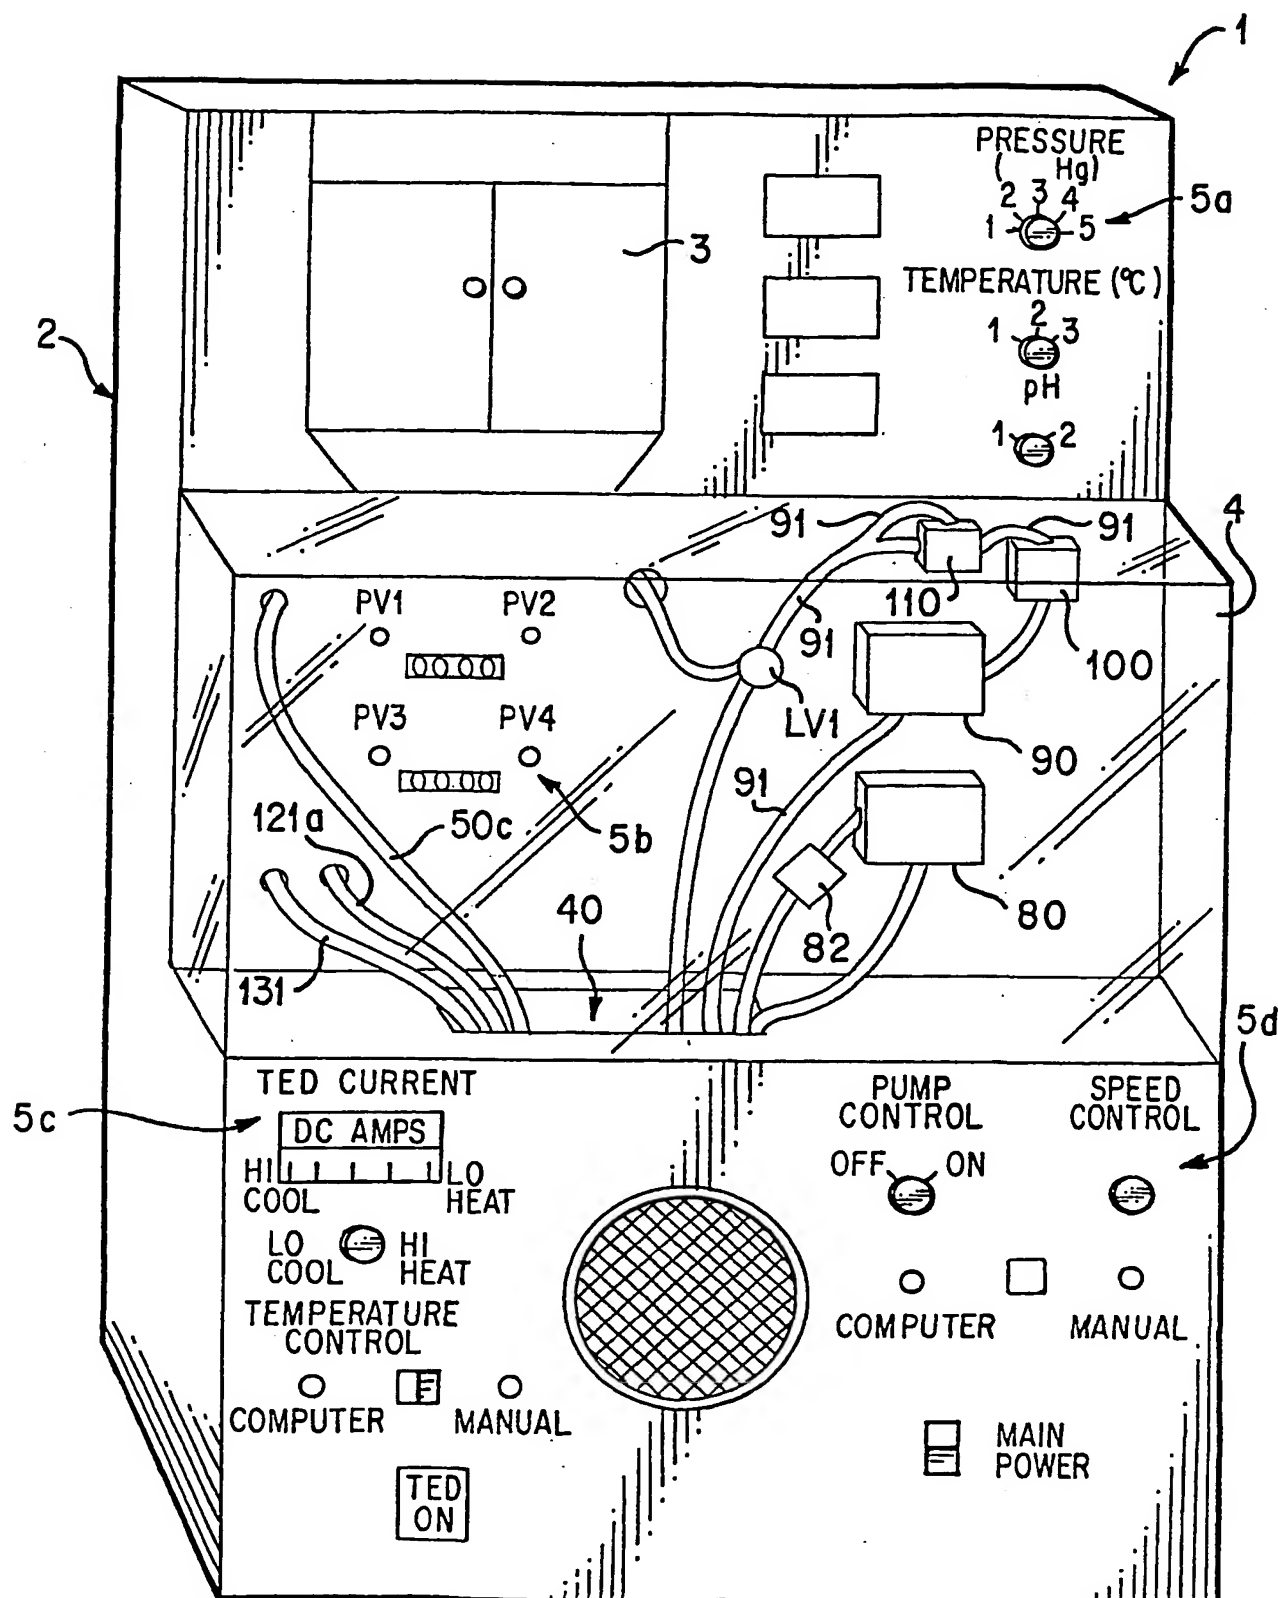 1
PRESSURE
( Hg)
1 2 3 4 5
5a
3
TEMPERATURE (°C)
1 2 3
2
pH
1 2
4
91
91
110
91
100
PV1 PV2
0000
LV1
PV3 PV4
0000
90
91
121a
50c
5b
40
82
80
131
5d
TED CURRENT
5c
DC AMPS
HI COOL
LO HEAT
LO COOL
HI HEAT
TEMPERATURE
CONTROL
COMPUTER MANUAL
TED
ON
PUMP
CONTROL
OFF ON
SPEED
CONTROL
COMPUTER MANUAL
MAIN
POWER